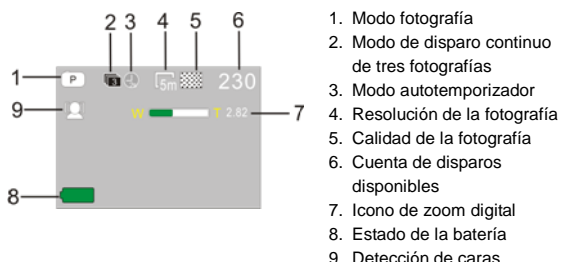 2 3 4 5 6
1
P
3
5m
230
9
W T 2.82
7
8
1. Modo fotografía
2. Modo de disparo continuo
de tres fotografías
3. Modo autotemporizador
4. Resolución de la fotografía
5. Calidad de la fotografía
6. Cuenta de disparos
disponibles
7. Icono de zoom digital
8. Estado de la batería
9. Detección de caras